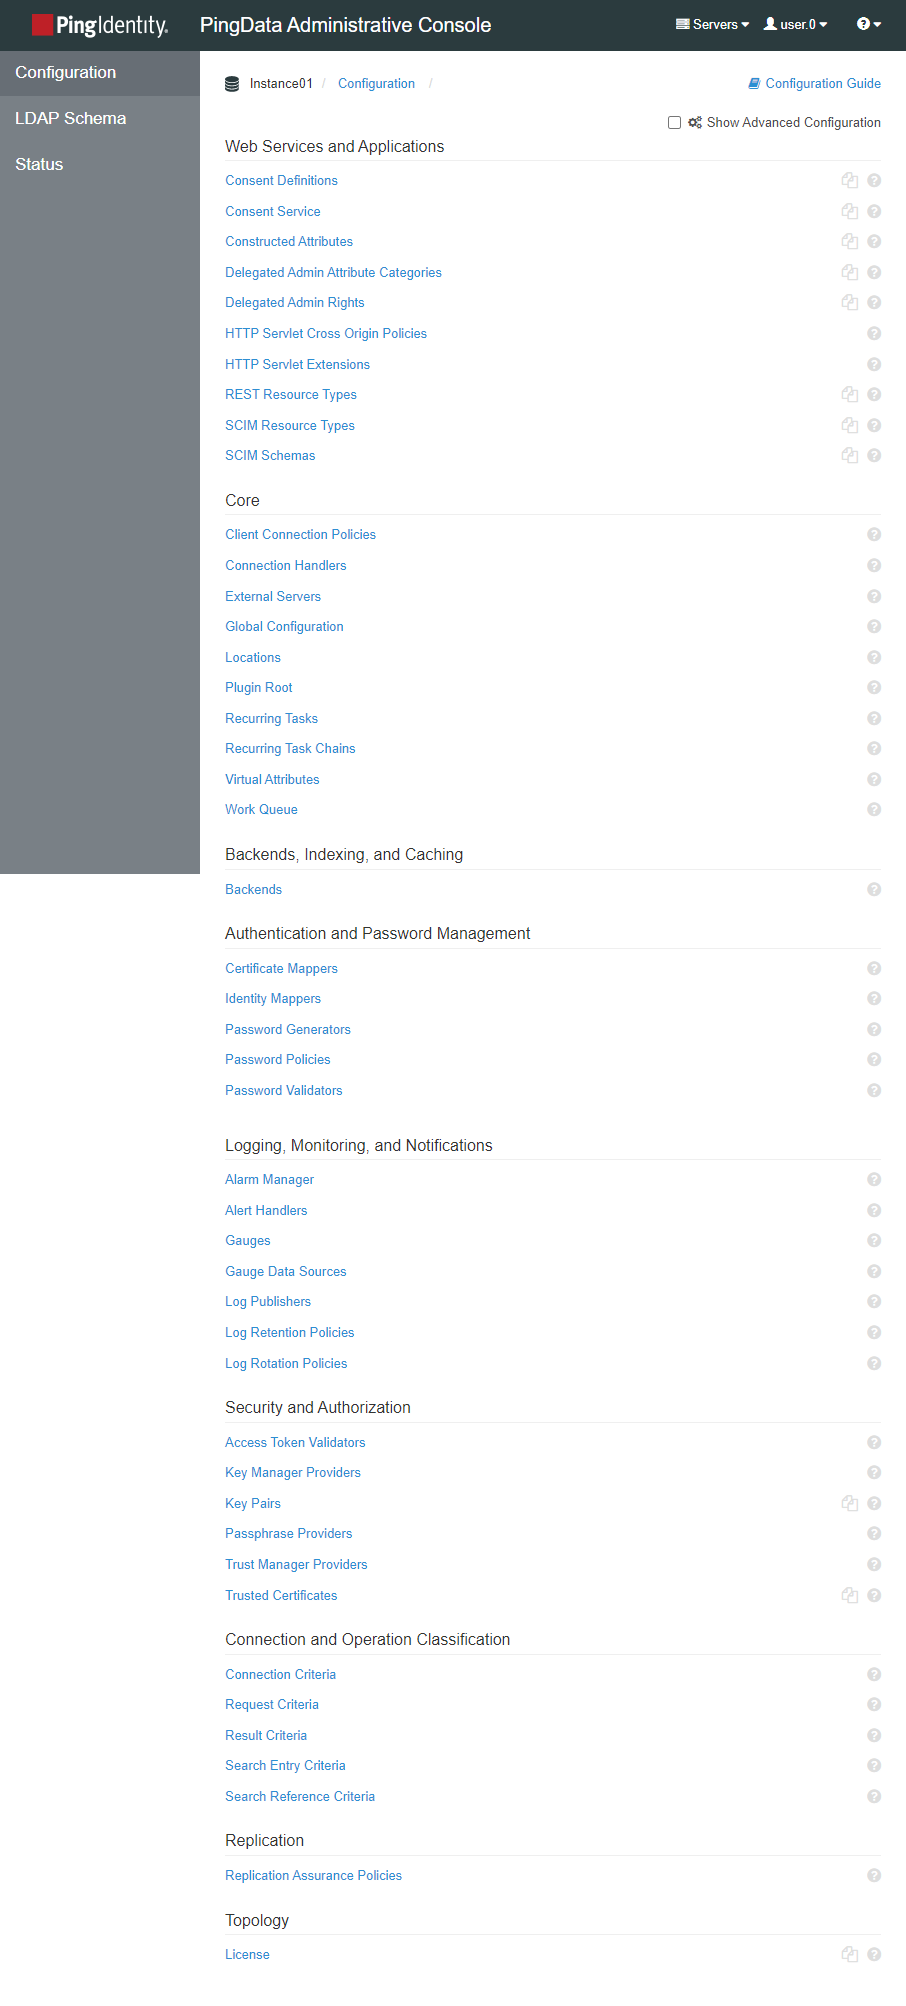 PingIdentity. PingData Administrative Console Servers user.0
Configuration
LDAP Schema
Status
Instance01 / Configuration / Configuration Guide
Show Advanced Configuration
Web Services and Applications
Consent Definitions
Consent Service
Constructed Attributes
Delegated Admin Attribute Categories
Delegated Admin Rights
HTTP Servlet Cross Origin Policies
HTTP Servlet Extensions
REST Resource Types
SCIM Resource Types
SCIM Schemas
Core
Client Connection Policies
Connection Handlers
External Servers
Global Configuration
Locations
Plugin Root
Recurring Tasks
Recurring Task Chains
Virtual Attributes
Work Queue
Backends, Indexing, and Caching
Backends
Authentication and Password Management
Certificate Mappers
Identity Mappers
Password Generators
Password Policies
Password Validators
Logging, Monitoring, and Notifications
Alarm Manager
Alert Handlers
Gauges
Gauge Data Sources
Log Publishers
Log Retention Policies
Log Rotation Policies
Security and Authorization
Access Token Validators
Key Manager Providers
Key Pairs
Passphrase Providers
Trust Manager Providers
Trusted Certificates
Connection and Operation Classification
Connection Criteria
Request Criteria
Result Criteria
Search Entry Criteria
Search Reference Criteria
Replication
Replication Assurance Policies
Topology
License